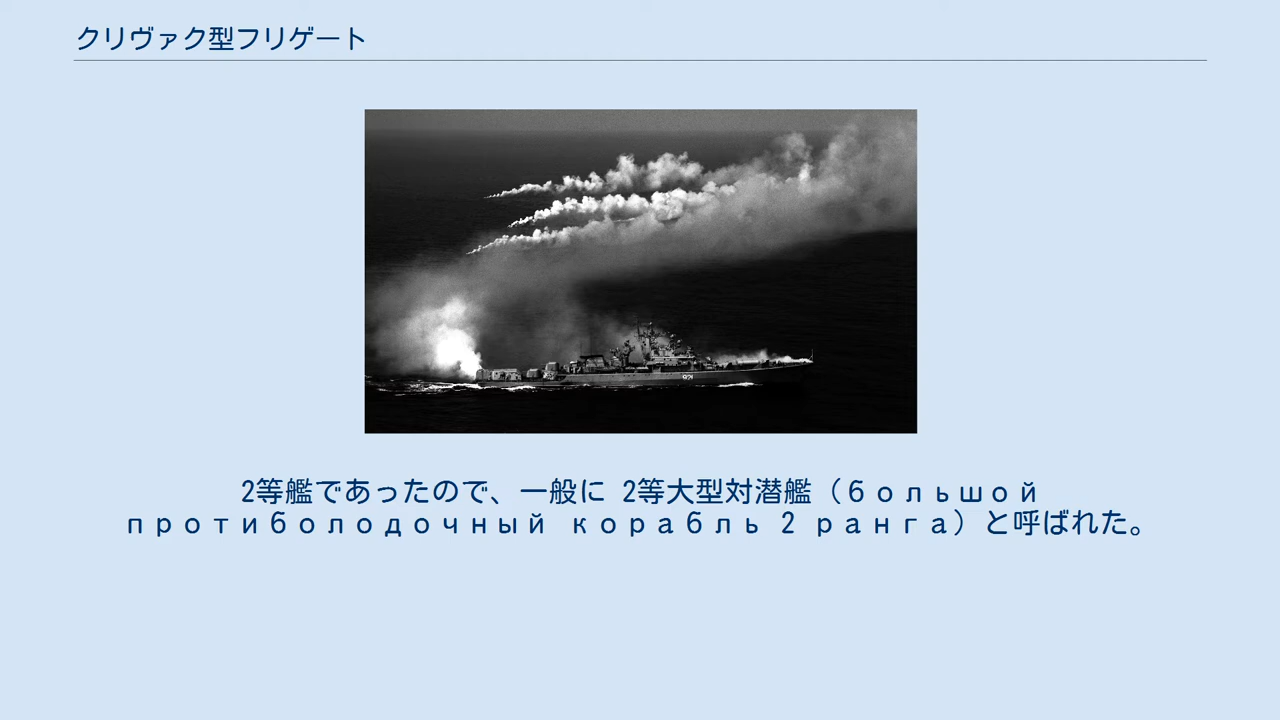 クリヴァク型フリゲート
2等艦であったので、一般に 2等大型対潜艦（большой
противолодочный корабль 2 ранга）と呼ばれた。